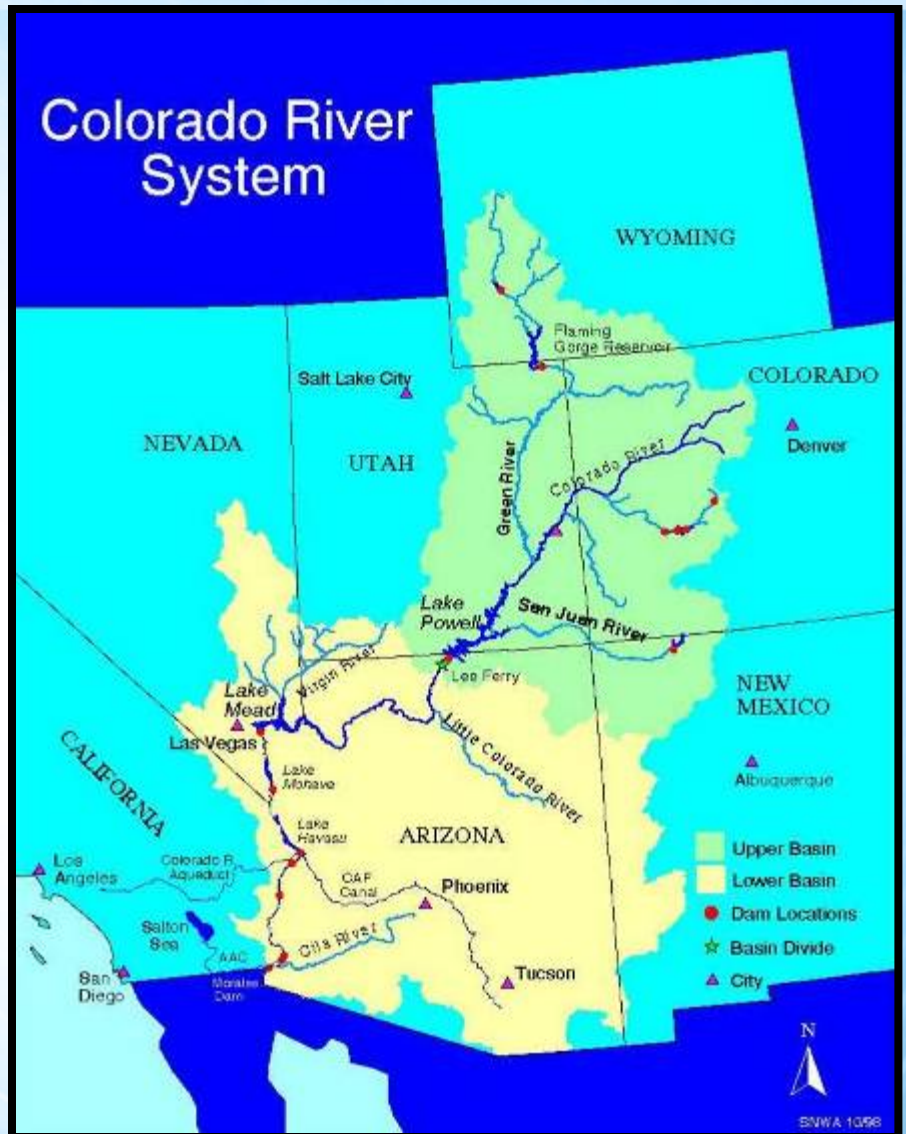 Colorado River
System
WYOMING
Flaming
Gorge Reservoir
COLORADO
Salt Lake City
Denver
NEVADA
UTAH
Green River
Colorado River
Lake
Powell
San Juan River
Lee Ferry
Virgin River
NEW
MEXICO
Lake
Mead
Las Vegas
Little Colorado River
Albuquerque
Lake
Mohave
CALIFORNIA
Lake
Havasu
ARIZONA
Upper Basin
Lower Basin
Dam Locations
Basin Divide
City
Los
Angeles
Colorado R.
Aqueduct
CAP
Canal
Phoenix
Salton
Sea
Gila River
AAC
Morales
Dam
San
Diego
Tucson
N
SNWA 10/98